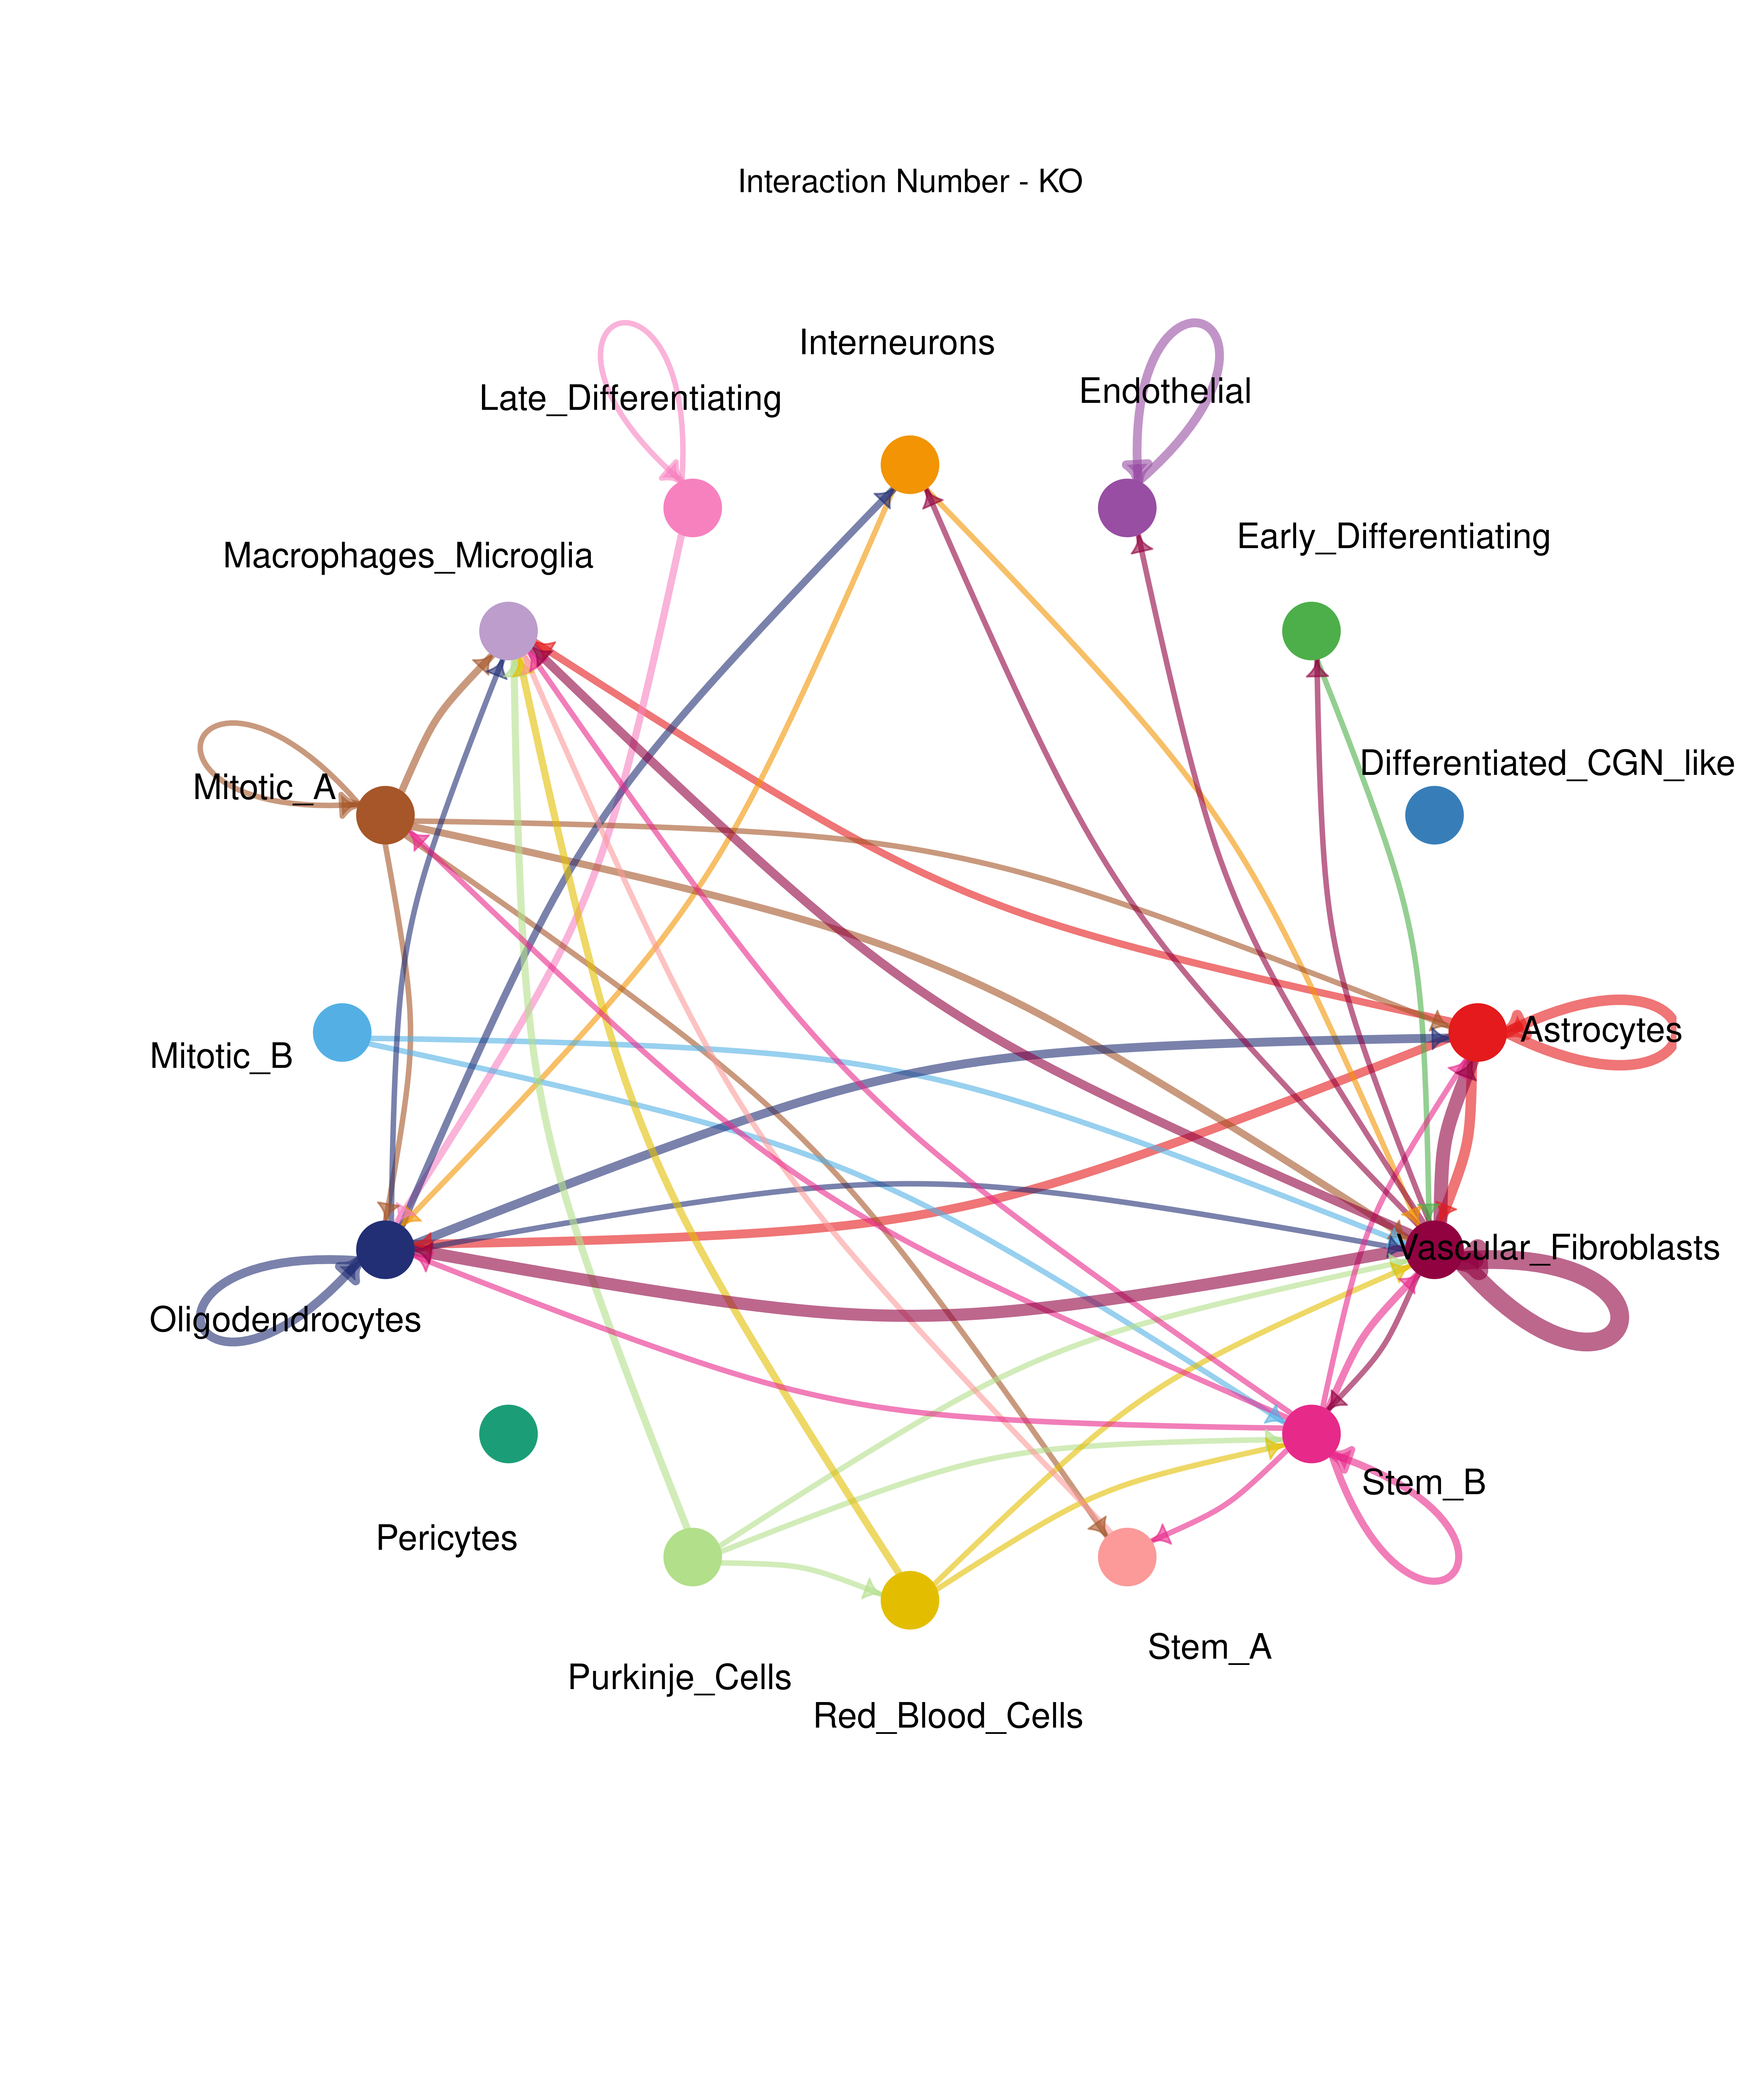 Interaction Number - KO
Interneurons
Endothelial
Late_Differentiating
Early_Differentiating
Macrophages_Microglia
Differentiated_CGN_like
Mitotic_A
Astrocytes
Mitotic_B
Vascular_Fibroblasts
Oligodendrocytes
Stem_B
Pericytes
Stem_A
Purkinje_Cells
Red_Blood_Cells